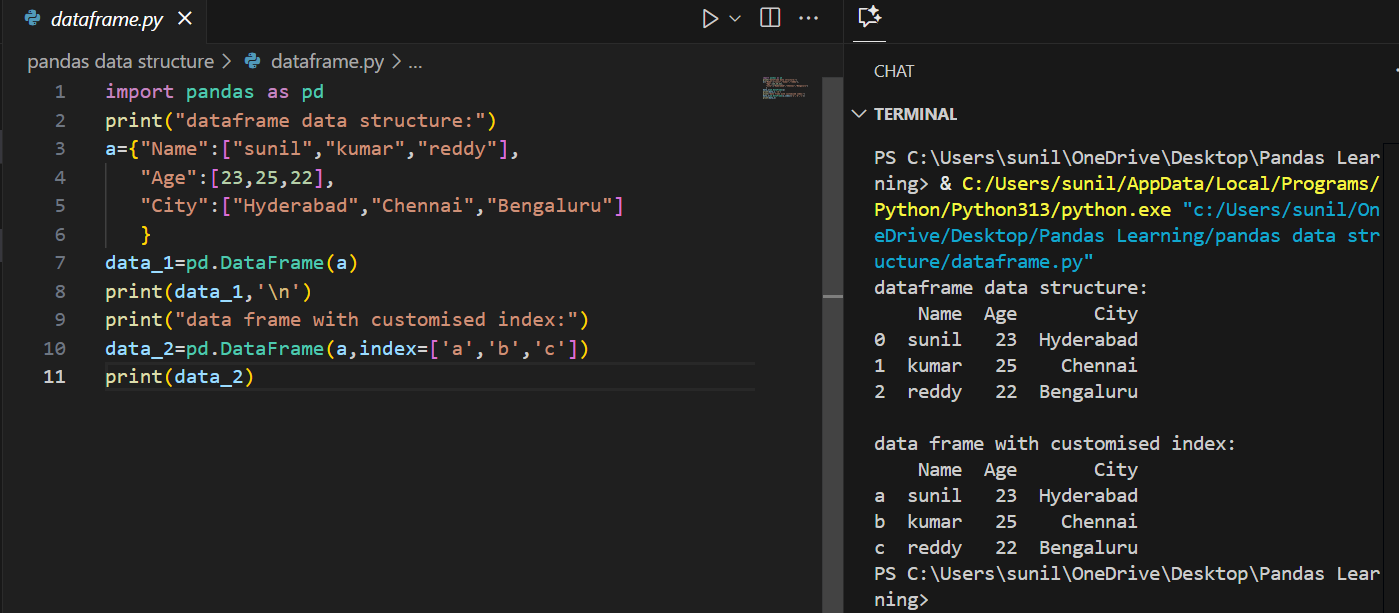 dataframe.py
pandas data structure > dataframe.py > ...
1 import pandas as pd
2 print("dataframe data structure:")
3 a={"Name":["sunil","kumar","reddy"],
4    "Age":[23,25,22],
5    "City":["Hyderabad","Chennai","Bengaluru"]
6    }
7 data_1=pd.DataFrame(a)
8 print(data_1,'\n')
9 print("data frame with customised index:")
10 data_2=pd.DataFrame(a,index=['a','b','c'])
11 print(data_2)
CHAT
TERMINAL
PS C:\Users\sunil\OneDrive\Desktop\Pandas Lear
ning> & C:/Users/sunil/AppData/Local/Programs/
Python/Python313/python.exe "c:/Users/sunil/On
eDrive/Desktop/Pandas Learning/pandas data str
ucture/dataframe.py"
dataframe data structure:
    Name  Age       City
0  sunil   23  Hyderabad
1  kumar   25    Chennai
2  reddy   22  Bengaluru
data frame with customised index:
    Name  Age       City
a  sunil   23  Hyderabad
b  kumar   25    Chennai
c  reddy   22  Bengaluru
PS C:\Users\sunil\OneDrive\Desktop\Pandas Lear
ning>